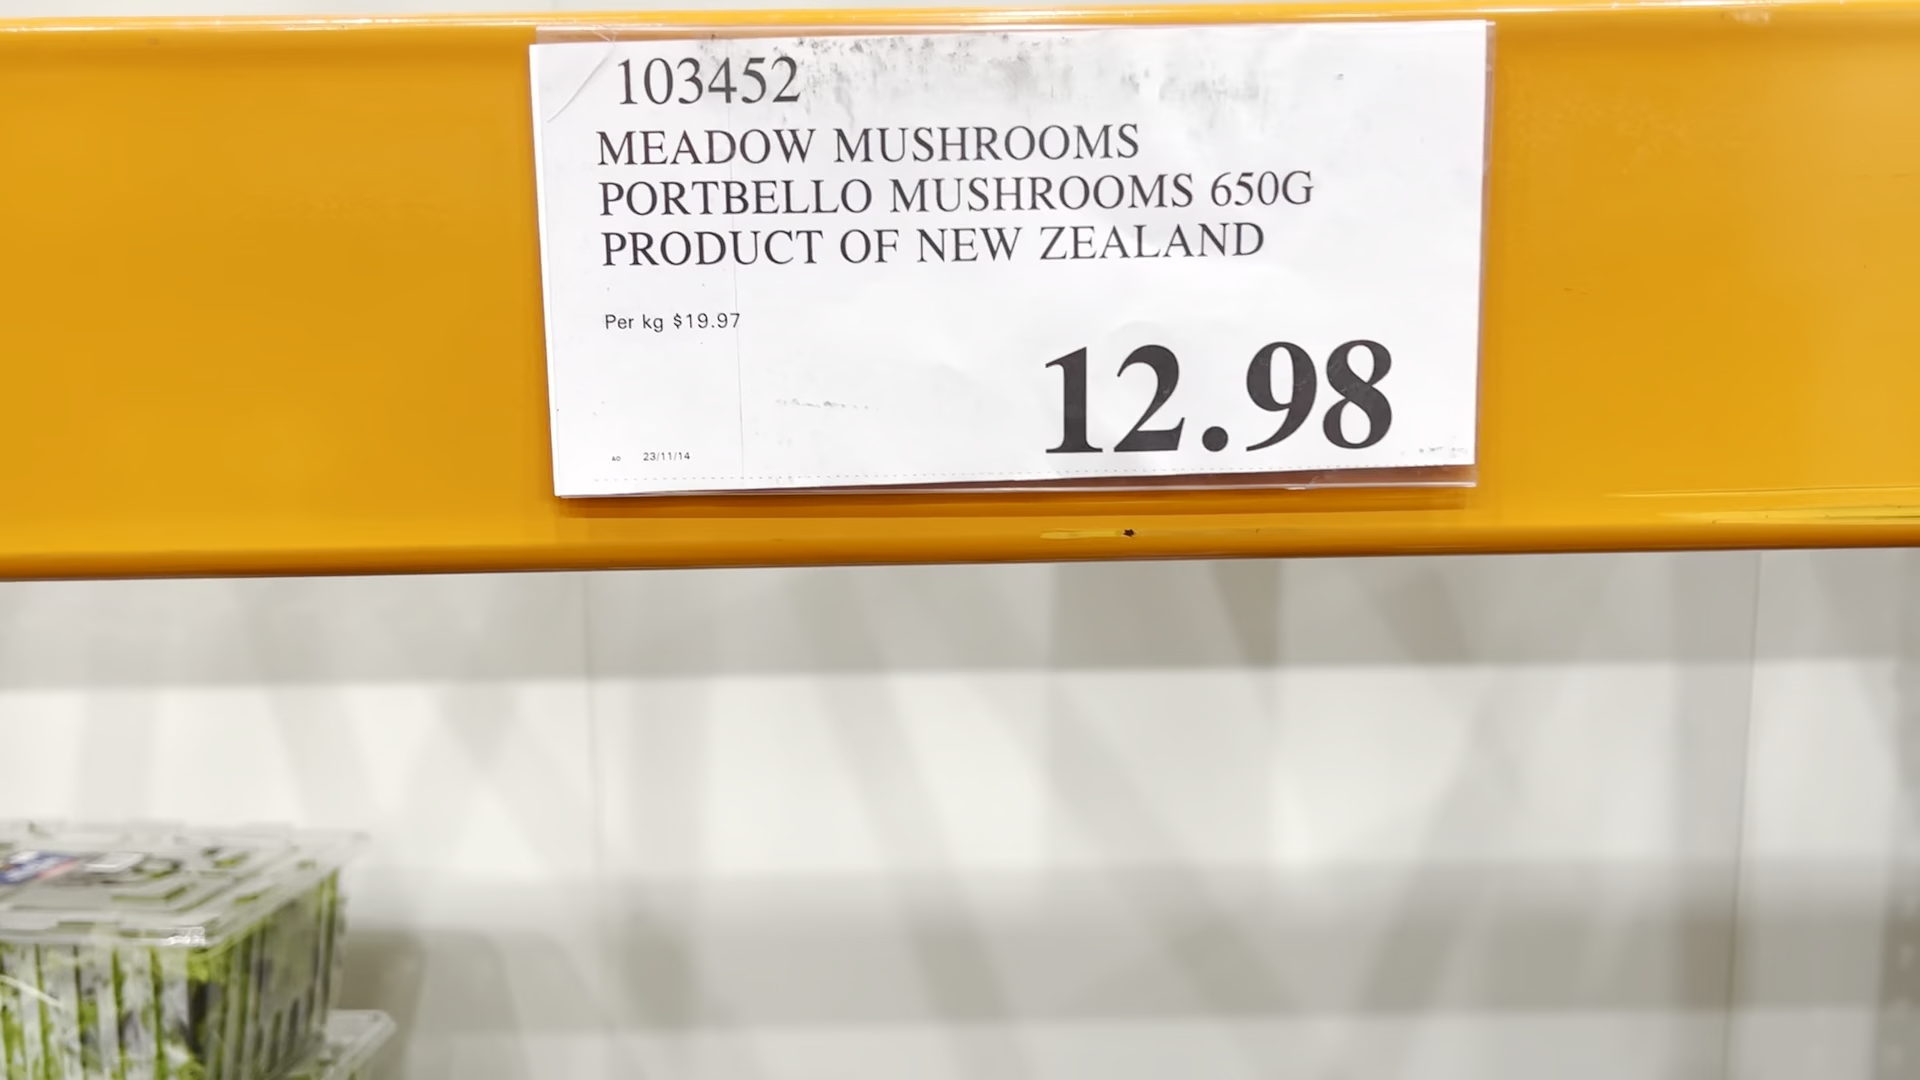 103452
MEADOW MUSHROOMS
PORTBELLO MUSHROOMS 650G
PRODUCT OF NEW ZEALAND
Per kg $19.97
12.98
AO 23/11/14